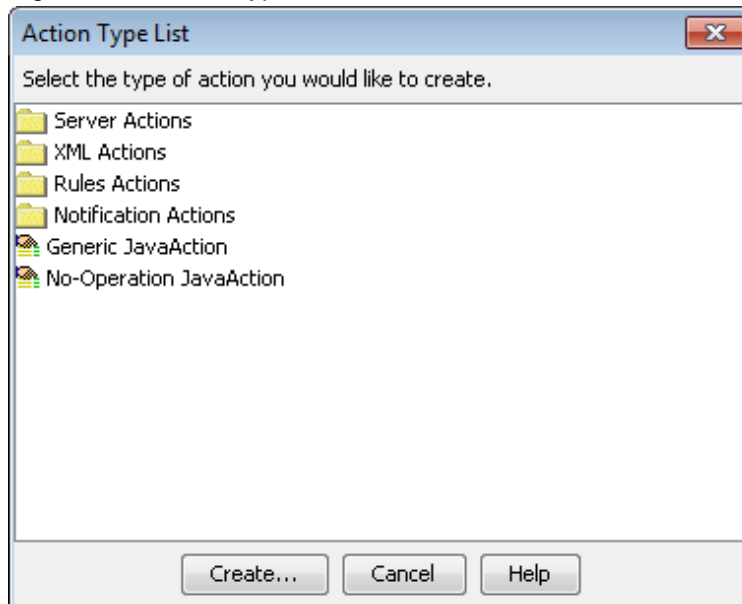 Action Type List
Select the type of action you would like to create.
Server Actions
XML Actions
Rules Actions
Notification Actions
Generic JavaAction
No-Operation JavaAction
Create... Cancel Help